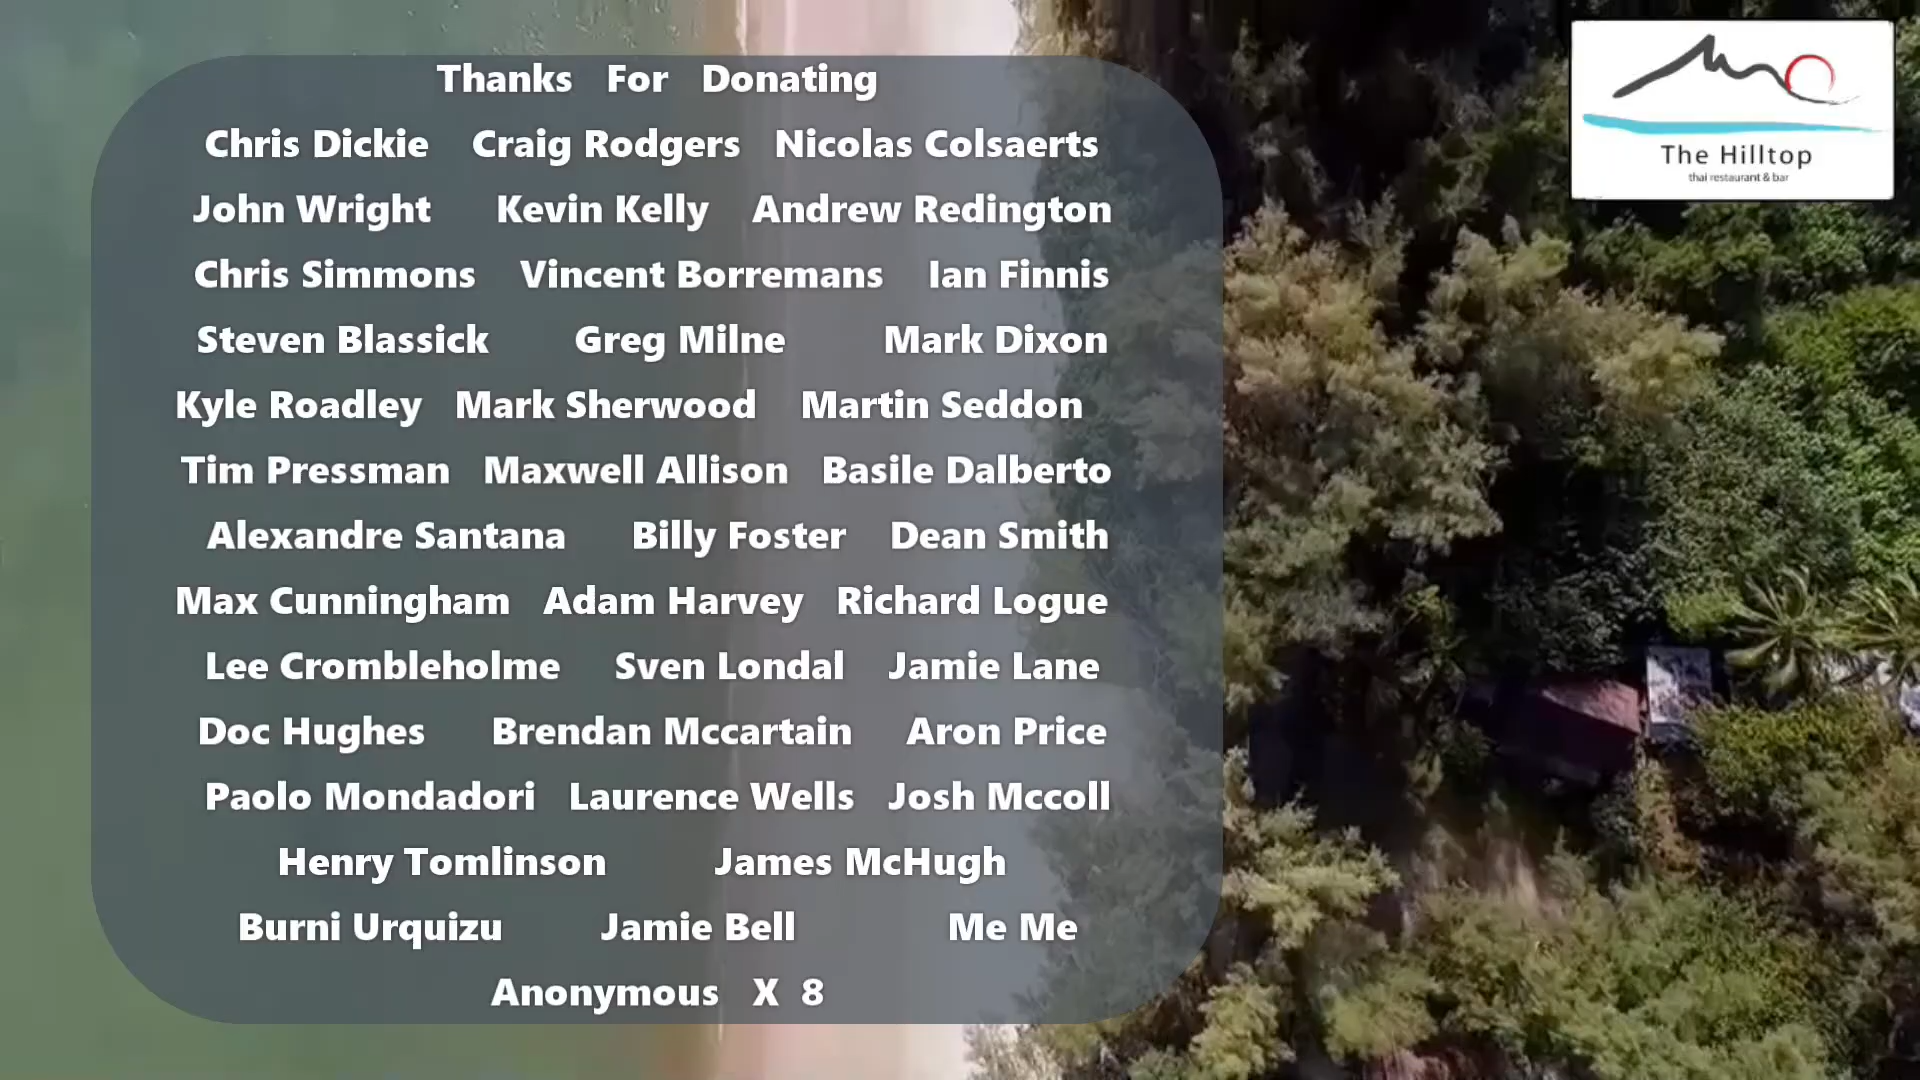 Thanks For Donating
Chris Dickie Craig Rodgers Nicolas Colsaerts
John Wright Kevin Kelly Andrew Redington
Chris Simmons Vincent Borremans Ian Finnis
Steven Blassick Greg Milne Mark Dixon
Kyle Roadley Mark Sherwood Martin Seddon
Tim Pressman Maxwell Allison Basile Dalberto
Alexandre Santana Billy Foster Dean Smith
Max Cunningham Adam Harvey Richard Logue
Lee Crombleholme Sven Londal Jamie Lane
Doc Hughes Brendan Mccartain Aron Price
Paolo Mondadori Laurence Wells Josh Mccoll
Henry Tomlinson James McHugh
Burni Urquizu Jamie Bell Me Me
Anonymous X 8
The Hilltop
thai restaurant & bar